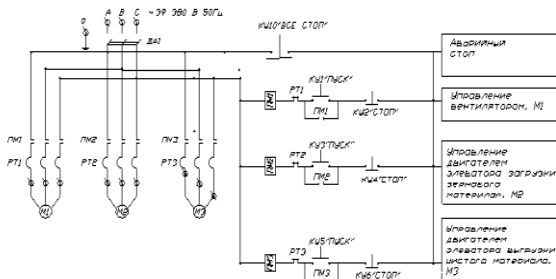 0 А В С ~3Ф 380 В 50Гц
ВА1
КУ10"ВСЕ СТОП"
Аварийный
стоп
КУ1"ПУСК"
РТ1
ПМ1
КУ2"СТОП"
Управление
вентилятором, М1
ПМ1 ПМ2 ПМ3
РТ1 РТ2 РТ3
КУ3"ПУСК"
РТ2
ПМ2
КУ4"СТОП"
Управление
двигателем
элеватора загрузки
зернового
материал, М2
М1 М2 М3
КУ5"ПУСК"
РТ3
ПМ3
КУ6"СТОП"
Управление
двигателем
элеватора выгрузки
чистого материала,
М3